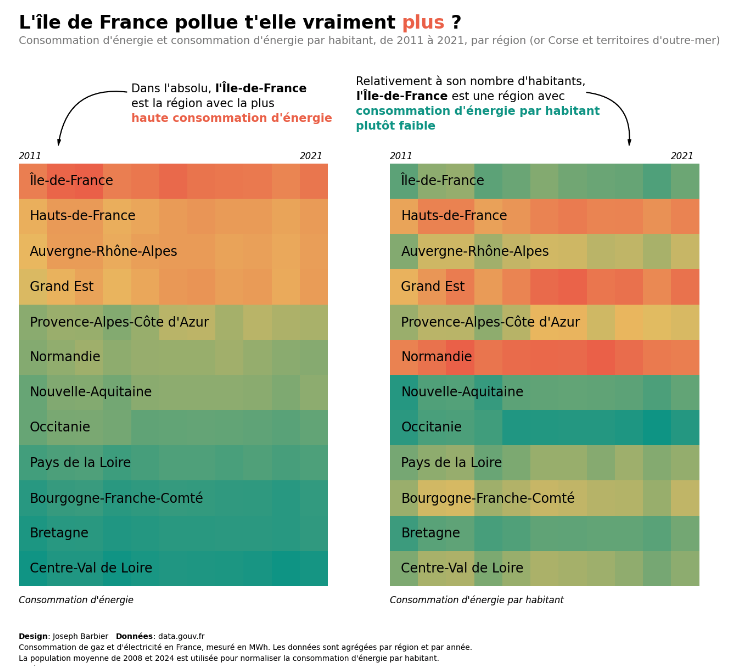 L'île de France pollue t'elle vraiment plus ?
Consommation d'énergie et consommation d'énergie par habitant, de 2011 à 2021, par région (or Corse et territoires d'outre-mer)
Dans l'absolu, l'Île-de-France
est la région avec la plus
haute consommation d'énergie
Relativement à son nombre d'habitants,
l'Île-de-France est une région avec
consommation d'énergie par habitant
plutôt faible
2011
2021
Île-de-France
Hauts-de-France
Auvergne-Rhône-Alpes
Grand Est
Provence-Alpes-Côte d'Azur
Normandie
Nouvelle-Aquitaine
Occitanie
Pays de la Loire
Bourgogne-Franche-Comté
Bretagne
Centre-Val de Loire
Consommation d'énergie
2011
2021
Île-de-France
Hauts-de-France
Auvergne-Rhône-Alpes
Grand Est
Provence-Alpes-Côte d'Azur
Normandie
Nouvelle-Aquitaine
Occitanie
Pays de la Loire
Bourgogne-Franche-Comté
Bretagne
Centre-Val de Loire
Consommation d'énergie par habitant
Design: Joseph Barbier Données: data.gouv.fr
Consommation de gaz et d'électricité en France, mesuré en MWh. Les données sont agrégées par région et par année.
La population moyenne de 2008 et 2024 est utilisée pour normaliser la consommation d'énergie par habitant.